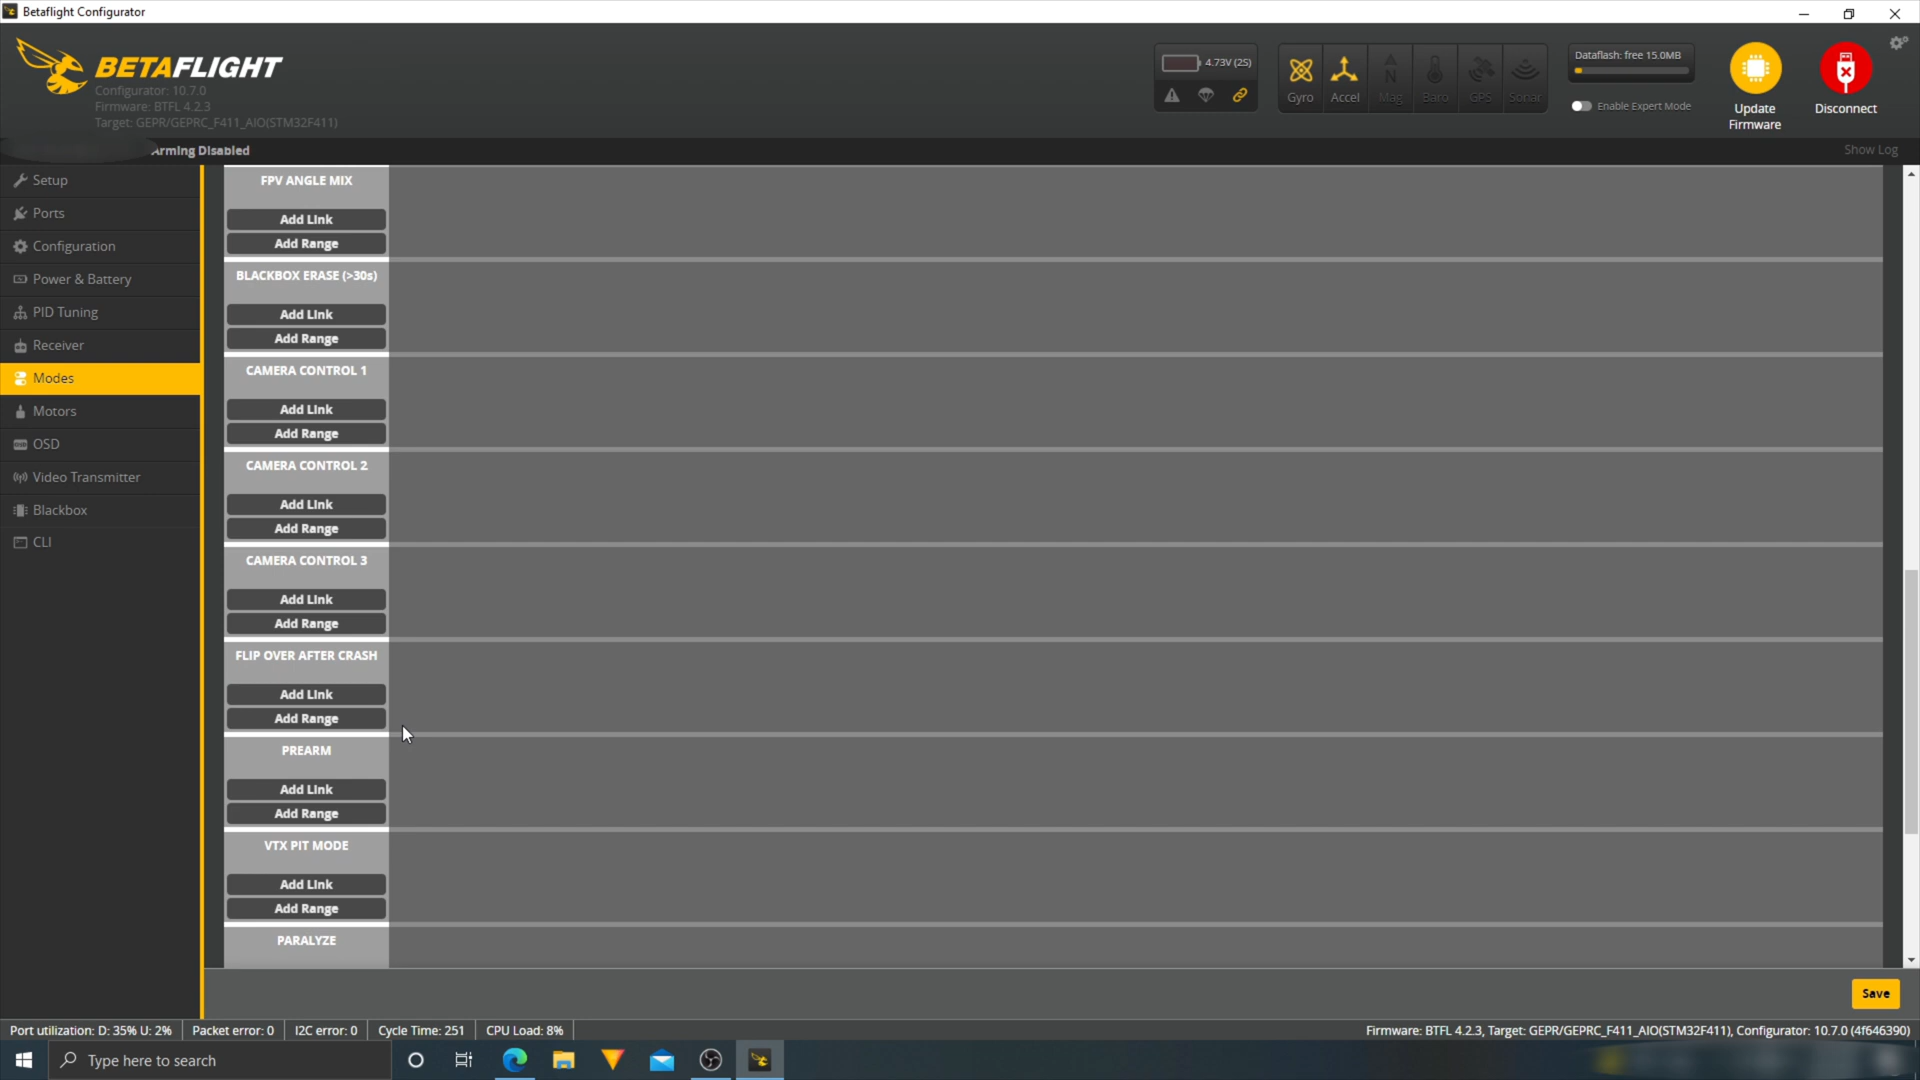 Betaflight Configurator
BETAFLIGHT
Configurator: 10.7.0
Firmware: BTFL 4.2.3
Target: GEPR/GEPRC_F411_AIO(STM32F411)
4.73V (2S)
Gyro
Accel
Mag
Baro
GPS
Sonar
Dataflash: free 15.0MB
Enable Expert Mode
Update
Firmware
Disconnect
Arming Disabled
Show Log
Setup
Ports
Configuration
Power & Battery
PID Tuning
Receiver
Modes
Motors
OSD
Video Transmitter
Blackbox
CLI
FPV ANGLE MIX
Add Link
Add Range
BLACKBOX ERASE (>30s)
Add Link
Add Range
CAMERA CONTROL 1
Add Link
Add Range
CAMERA CONTROL 2
Add Link
Add Range
CAMERA CONTROL 3
Add Link
Add Range
FLIP OVER AFTER CRASH
Add Link
Add Range
PREARM
Add Link
Add Range
VTX PIT MODE
Add Link
Add Range
PARALYZE
Save
Port utilization: D: 35% U: 2%
Packet error: 0
I2C error: 0
Cycle Time: 251
CPU Load: 8%
Firmware: BTFL 4.2.3, Target: GEPR/GEPRC_F411_AIO(STM32F411), Configurator: 10.7.0 (4f646390)
Type here to search